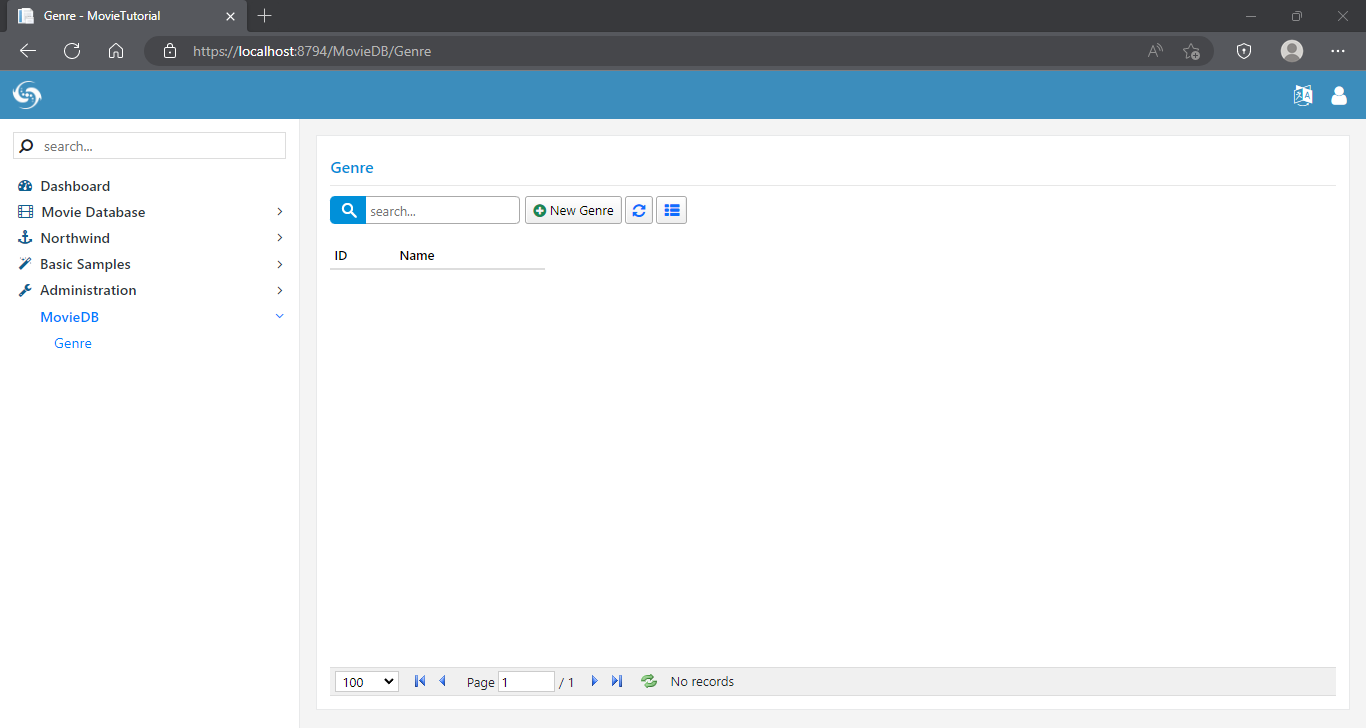 Genre - MovieTutorial
https://localhost:8794/MovieDB/Genre
search...
Dashboard
Movie Database
Northwind
Basic Samples
Administration
MovieDB
Genre
Genre
search...
New Genre
ID Name
100 Page 1 / 1 No records